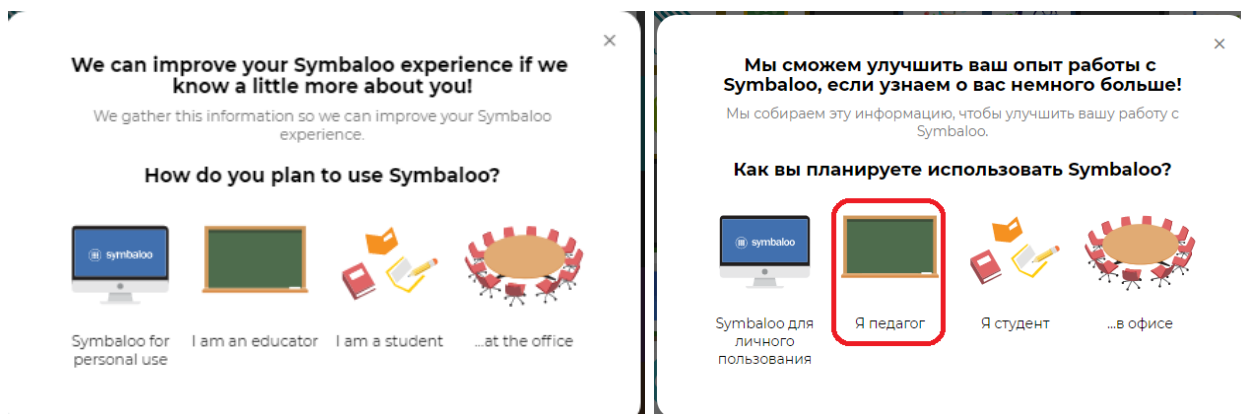 We can improve your Symbaloo experience if we
know a little more about you!
We gather this information so we can improve your Symbaloo
experience.
How do you plan to use Symbaloo?
symbaloo
Symbaloo for
personal use
I am an educator
I am a student
...at the office
Мы сможем улучшить ваш опыт работы с
Symbaloo, если узнаем о вас немного больше!
Мы собираем эту информацию, чтобы улучшить вашу работу с
Symbaloo.
Как вы планируете использовать Symbaloo?
symbaloo
Symbaloo для
личного
пользования
Я педагог
Я студент
...в офисе